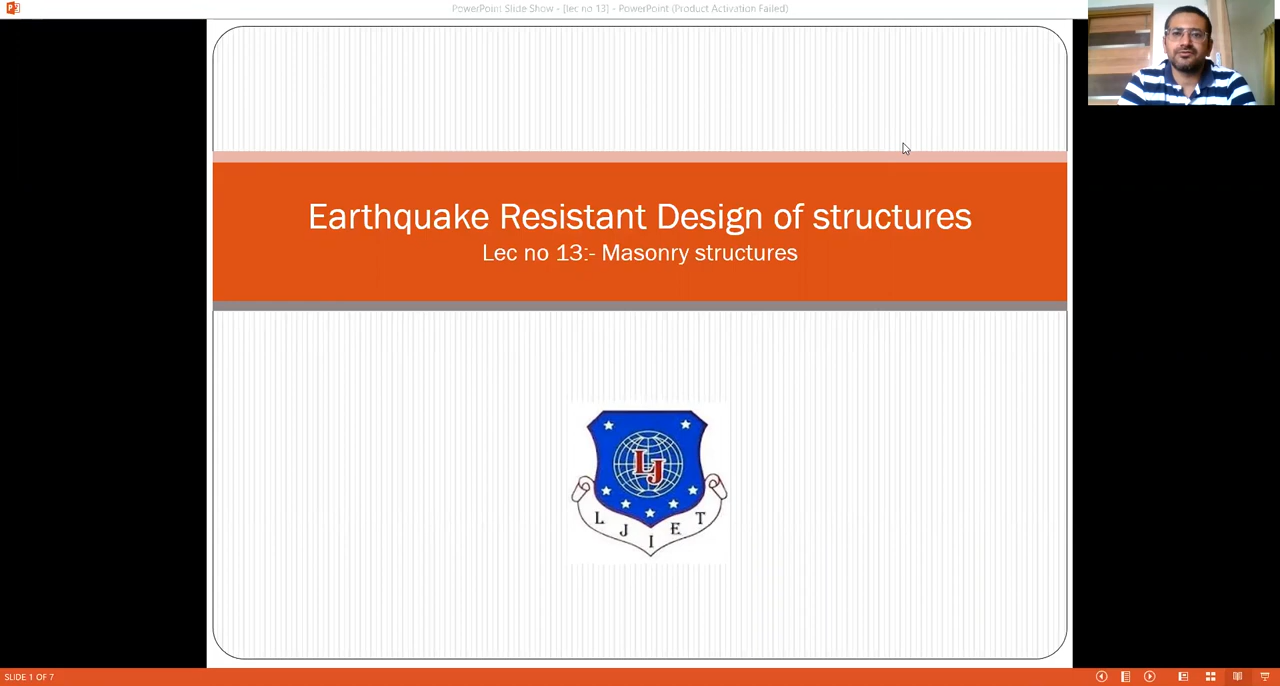 PowerPoint Slide Show - [lec no 13] - PowerPoint (Product Activation Failed)
Earthquake Resistant Design of structures
Lec no 13:- Masonry structures
LJ
L J I E T
SLIDE 1 OF 7